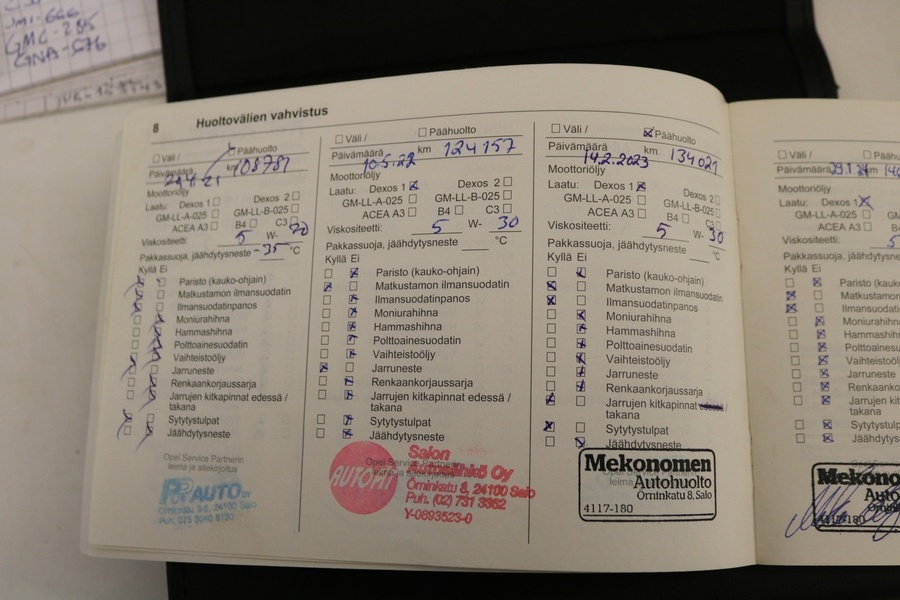 JMI-666
GMC-285
GNA-576
8 Huoltovälien vahvistus
☐ Väli / ☐ Päähuolto
Päivämäärä km 108781
Moottoriöljy
Laatu: Dexos 1 ☐ Dexos 2 ☐
GM-LL-A-025 ☐ GM-LL-B-025 ☐
ACEA A3 ☐ B4 ☐ C3 ☐
Viskositeetti: 5 W-
Pakkassuoja, jäähdytysneste -35 °C
Kyllä Ei
Paristo (kauko-ohjain)
Matkustamon ilmansuodatin
Ilmansuodatinpanos
Moniurahihna
Hammashihna
Polttoainesuodatin
Vaihteistoöljy
Jarruneste
Renkaankorjaussarja
Jarrujen kitkapinnat edessä /
takana
Sytytystulpat
Jäähdytysneste
Opel Service Partnerin
leima ja allekirjoitus
AUTO OY
☐ Väli / ☐ Päähuolto
Päivämäärä 10.5.22 km 124157
Moottoriöljy
Laatu: Dexos 1 ☒ Dexos 2 ☐
GM-LL-A-025 ☐ GM-LL-B-025 ☐
ACEA A3 ☐ B4 ☐ C3 ☐
Viskositeetti: 5 W- 30
Pakkassuoja, jäähdytysneste °C
Kyllä Ei
☐ ☒ Paristo (kauko-ohjain)
☒ ☐ Matkustamon ilmansuodatin
☐ ☒ Ilmansuodatinpanos
☐ ☒ Moniurahihna
☐ ☒ Hammashihna
☐ ☒ Polttoainesuodatin
☐ ☒ Vaihteistoöljy
☒ ☐ Jarruneste
☐ ☒ Renkaankorjaussarja
☐ ☐ Jarrujen kitkapinnat edessä /
takana
☐ ☒ Sytytystulpat
☐ ☒ Jäähdytysneste
Salon
Oy
Örninkatu 8, 24100 Salo
Puh. (02) 731 3362
Y-0893523-0
☐ Väli / ☒ Päähuolto
Päivämäärä 14.2.2023 km 134021
Moottoriöljy
Laatu: Dexos 1 ☒ Dexos 2 ☐
GM-LL-A-025 ☐ GM-LL-B-025 ☐
ACEA A3 ☐ B4 ☐ C3 ☐
Viskositeetti: 5 W- 30
Pakkassuoja, jäähdytysneste °C
Kyllä Ei
☐ ☒ Paristo (kauko-ohjain)
☒ ☐ Matkustamon ilmansuodatin
☒ ☐ Ilmansuodatinpanos
☐ ☒ Moniurahihna
☐ ☒ Hammashihna
☐ ☒ Polttoainesuodatin
☐ ☒ Vaihteistoöljy
☐ ☒ Jarruneste
☐ ☒ Renkaankorjaussarja
☒ ☐ Jarrujen kitkapinnat edessä /
takana
☒ ☐ Sytytystulpat
☐ ☒ Jäähdytysneste
Mekonomen
Autohuolto
Örninkatu 8, Salo
4117-180
☐ Väli /
Päivämäärä km
Moottoriöljy
Laatu: Dexos 1 ☒
GM-LL-A-025 ☐
ACEA A3 ☐
Viskositeetti:
Kyllä Ei
Paristo
Moniurahihna
Hammashihna
Vaihteistoöljy
Jarruneste
takana
4117-180